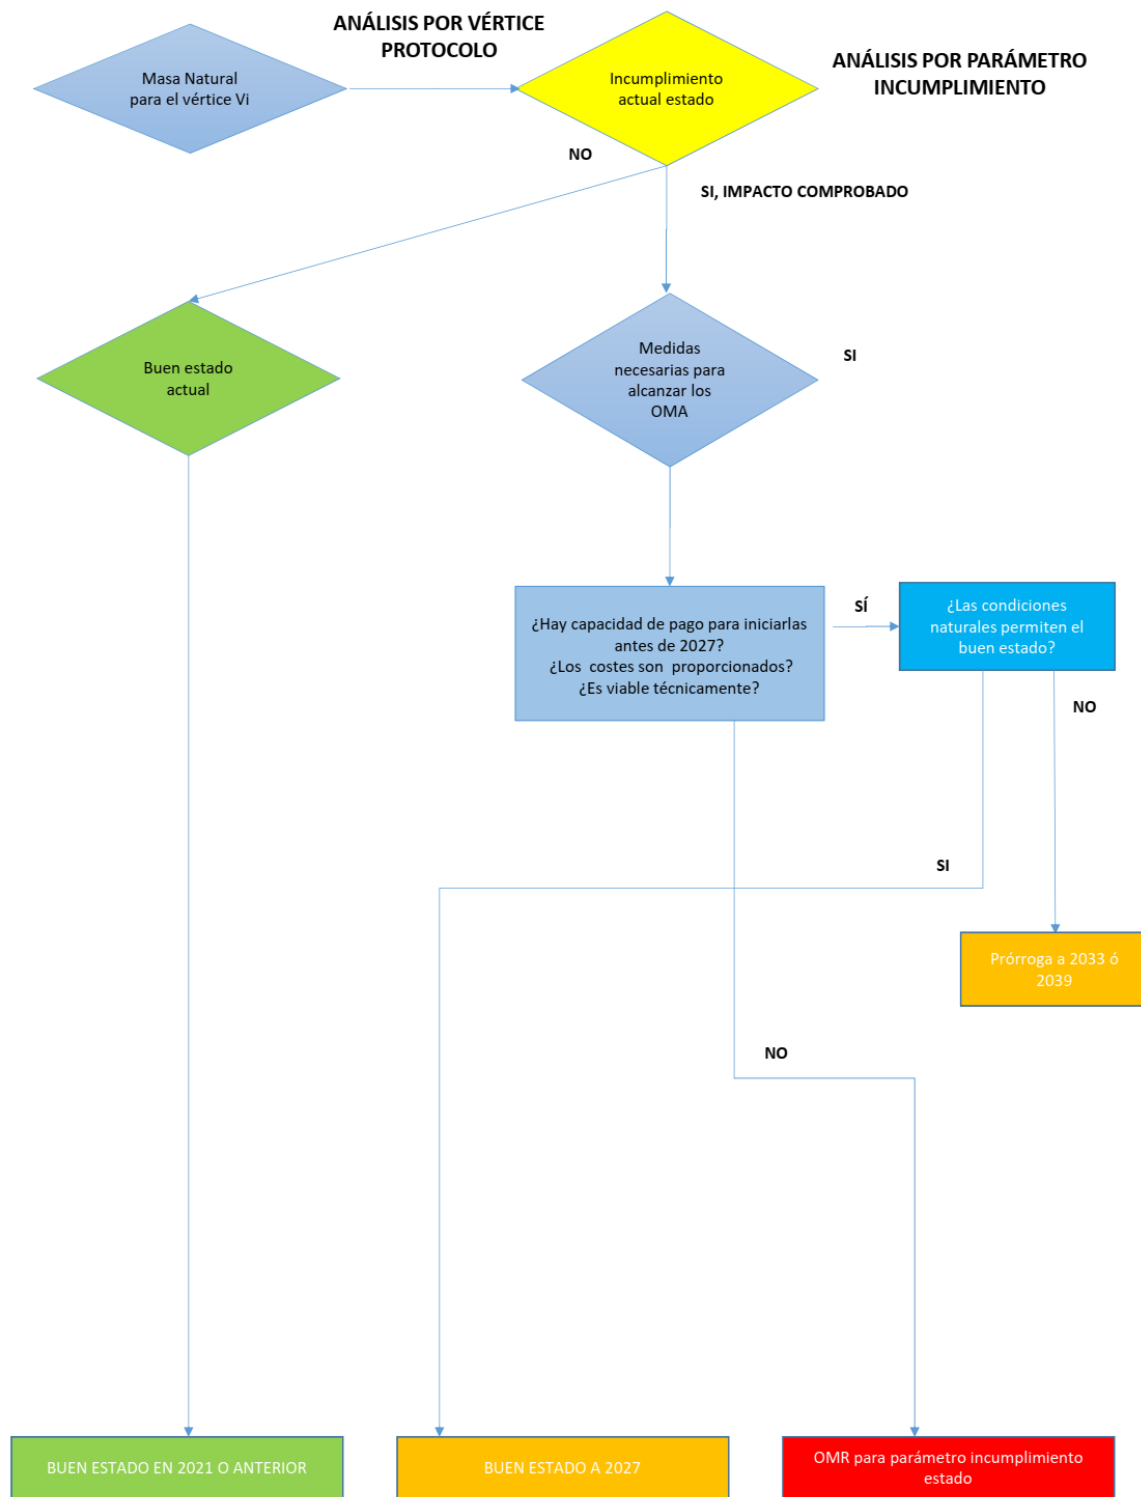 ANÁLISIS POR VÉRTICE
PROTOCOLO
Masa Natural
para el vértice Vi
Incumplimiento
actual estado
ANÁLISIS POR PARÁMETRO
INCUMPLIMIENTO
NO
SI, IMPACTO COMPROBADO
Buen estado
actual
Medidas
necesarias para
alcanzar los
OMA
SI
¿Hay capacidad de pago para iniciarlas
antes de 2027?
¿Los costes son proporcionados?
¿Es viable técnicamente?
SÍ
¿Las condiciones
naturales permiten el
buen estado?
NO
SI
Prórroga a 2033 ó
2039
NO
BUEN ESTADO EN 2021 O ANTERIOR
BUEN ESTADO A 2027
OMR para parámetro incumplimiento
estado